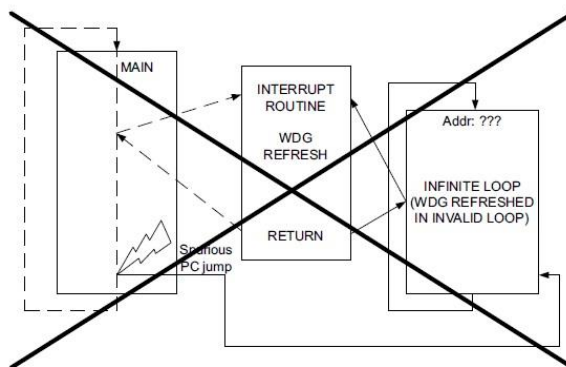 MAIN
INTERRUPT
ROUTINE
WDG
REFRESH
RETURN
Spurious
PC jump
Addr: ???
INFINITE LOOP
(WDG REFRESHED
IN INVALID LOOP)